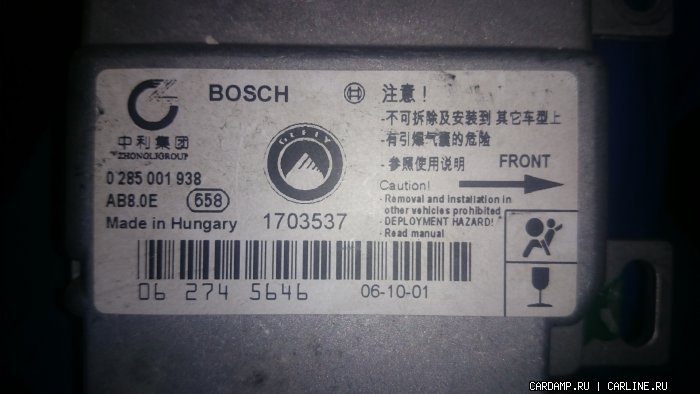 BOSCH
中利集团
ZHONGLIGROUP
0 285 001 938
AB8.0E 658
Made in Hungary
GEELY
1703537
注意！
-不可拆除及安装到 其它车型上
-有引爆气囊的危险
-参照使用说明
FRONT
Caution!
- Removal and installation in
other vehicles prohibited
- DEPLOYMENT HAZARD!
- Read manual
06 274 5646
06-10-01
CARDAMP.RU | CARLINE.RU